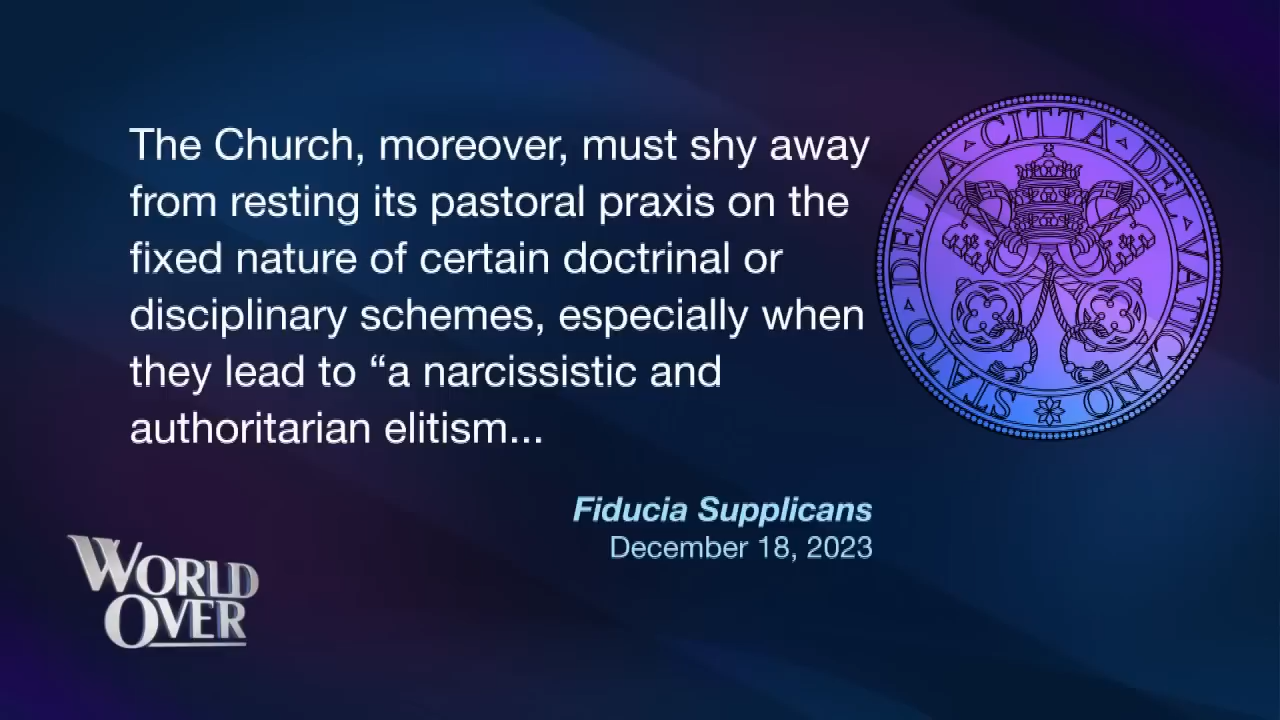 The Church, moreover, must shy away
from resting its pastoral praxis on the
fixed nature of certain doctrinal or
disciplinary schemes, especially when
they lead to “a narcissistic and
authoritarian elitism...
Fiducia Supplicans
December 18, 2023
STATO DELLA CITTÀ DEL VATICANO
WORLD
OVER